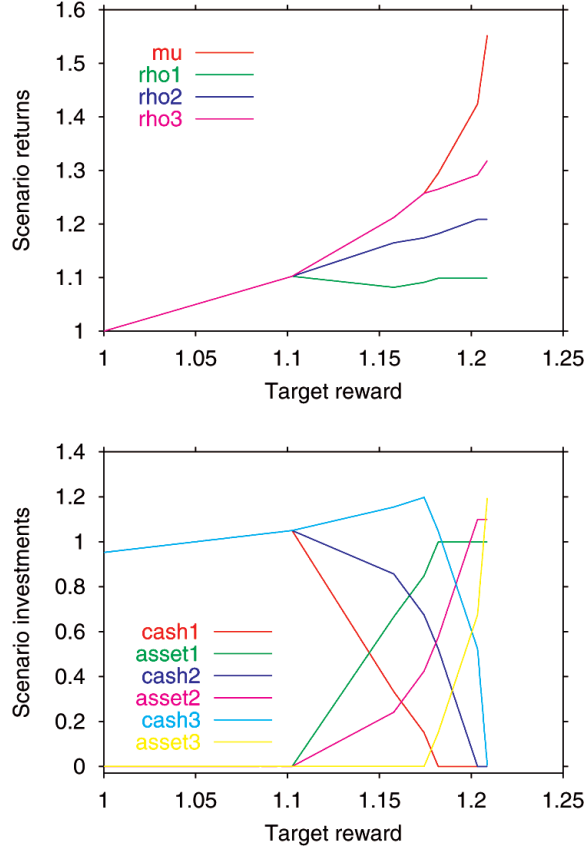 1.6
1.5
1.4
1.3
1.2
1.1
1
Scenario returns
mu
rho1
rho2
rho3
1 1.05 1.1 1.15 1.2 1.25
Target reward
1.4
1.2
1
0.8
0.6
0.4
0.2
0
Scenario investments
cash1
asset1
cash2
asset2
cash3
asset3
1 1.05 1.1 1.15 1.2 1.25
Target reward